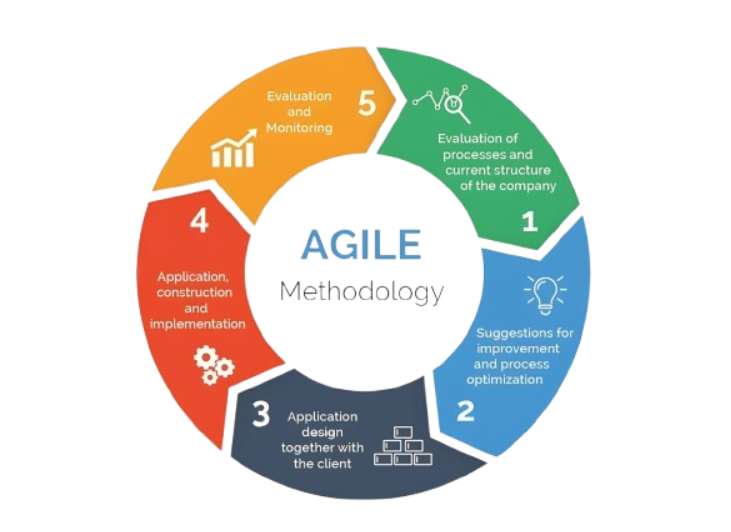 AGILE
Methodology
Evaluation of
processes and
current structure
of the company
1
Suggestions for
improvement
and process
optimization
2
3
Application
design
together with
the client
4
Application,
construction
and
implementation
5
Evaluation
and
Monitoring